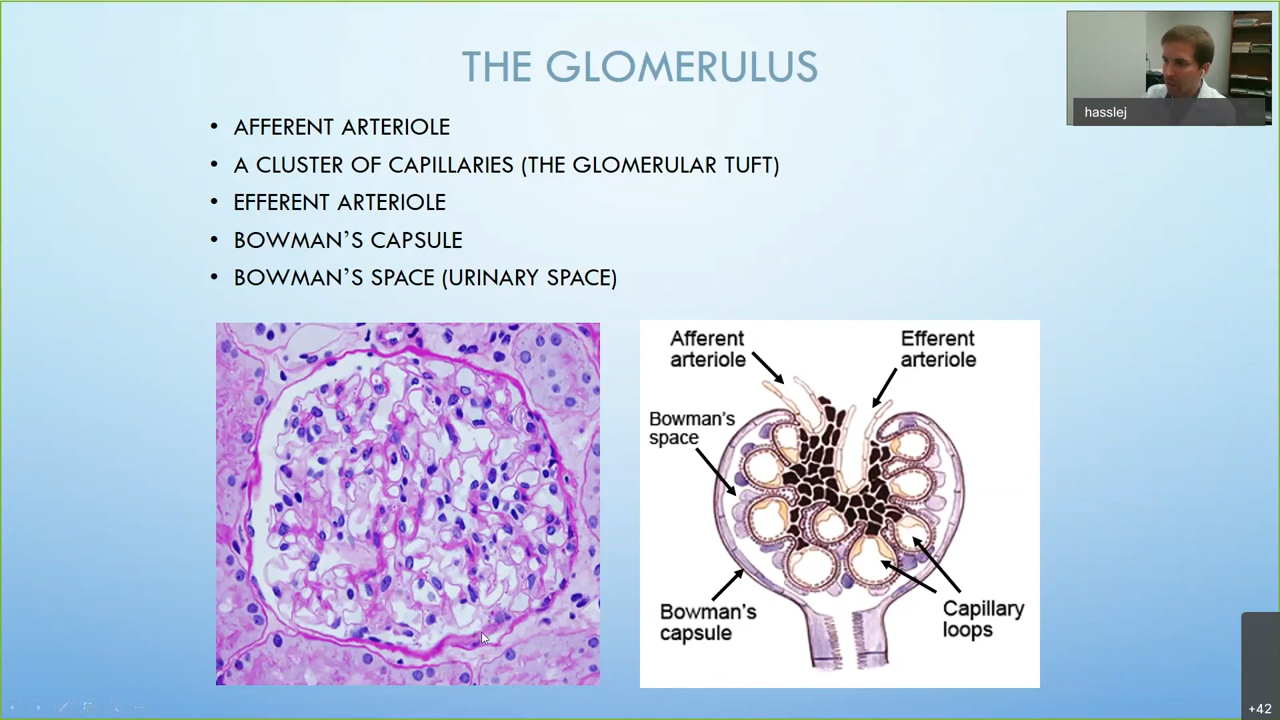 THE GLOMERULUS
hasslej
• AFFERENT ARTERIOLE
• A CLUSTER OF CAPILLARIES (THE GLOMERULAR TUFT)
• EFFERENT ARTERIOLE
• BOWMAN’S CAPSULE
• BOWMAN’S SPACE (URINARY SPACE)
Afferent
arteriole
Efferent
arteriole
Bowman’s
space
Bowman’s
capsule
Capillary
loops
+42